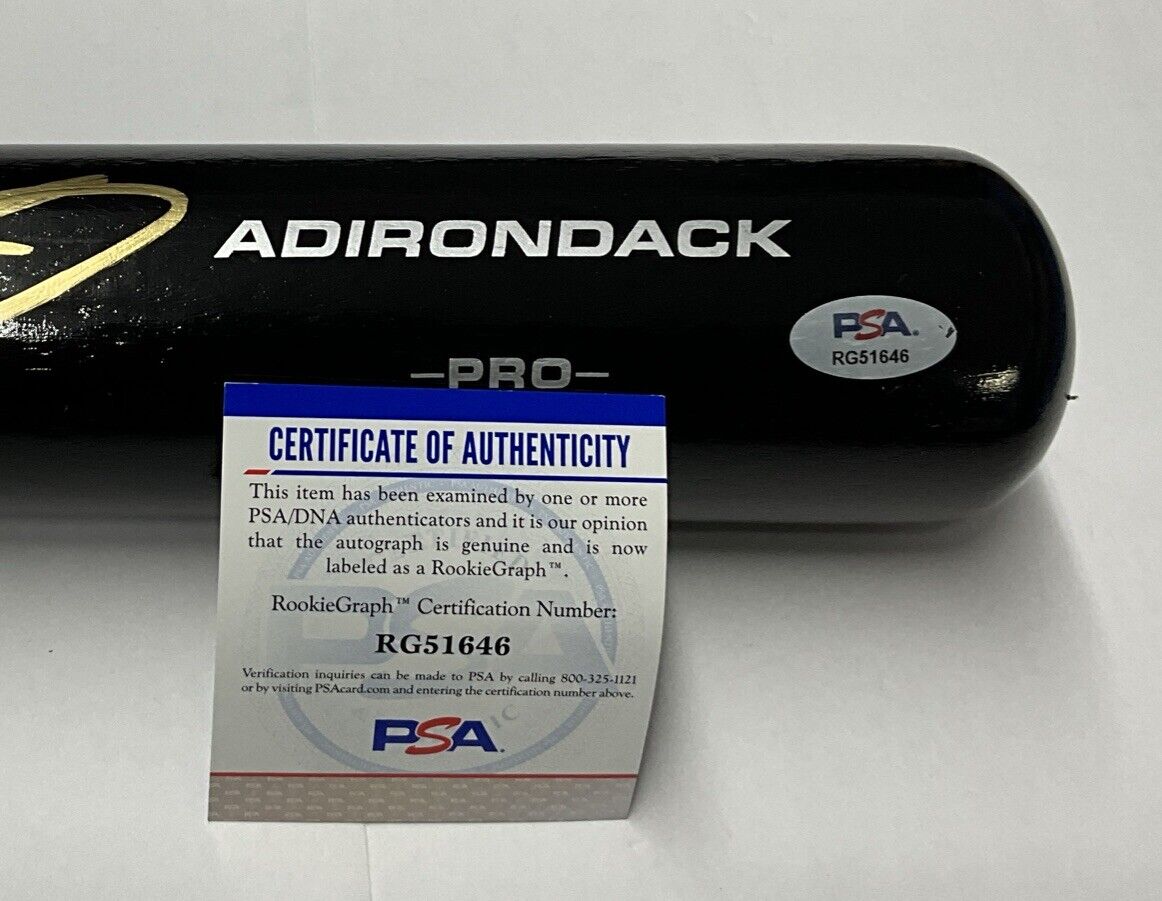 ADIRONDACK
PSA.
RG51646
-PRO-
CERTIFICATE OF AUTHENTICITY
This item has been examined by one or more
PSA/DNA authenticators and it is our opinion
that the autograph is genuine and is now
labeled as a RookieGraph™.
RookieGraph™ Certification Number:
RG51646
Verification inquiries can be made to PSA by calling 800-325-1121
or by visiting PSAcard.com and entering the certification number above.
PSA.